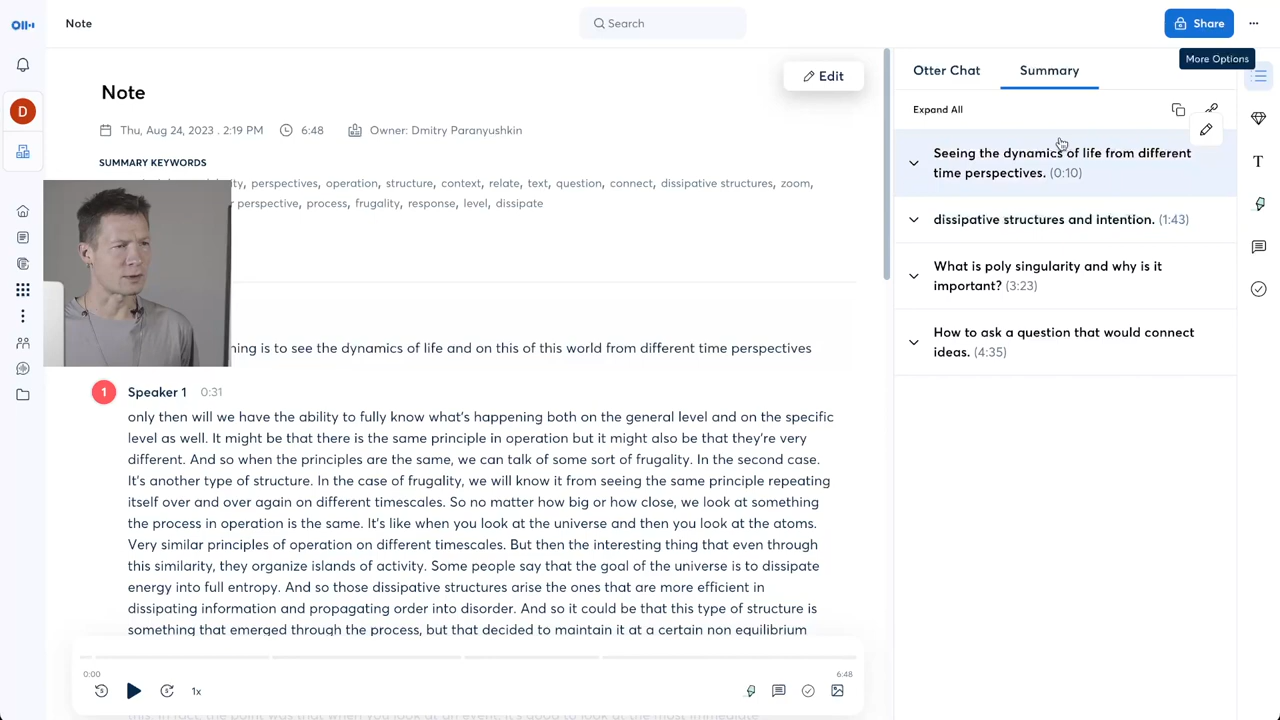 Note
Search
Share
More Options
Note
Edit
Thu, Aug 24, 2023 . 2:19 PM
6:48
Owner: Dmitry Paranyushkin
SUMMARY KEYWORDS
perspectives, operation, structure, context, relate, text, question, connect, dissipative structures, zoom,
perspective, process, frugality, response, level, dissipate
is to see the dynamics of life and on this of this world from different time perspectives
1
Speaker 1 0:31
only then will we have the ability to fully know what's happening both on the general level and on the specific
level as well. It might be that there is the same principle in operation but it might also be that they're very
different. And so when the principles are the same, we can talk of some sort of frugality. In the second case.
It's another type of structure. In the case of frugality, we will know it from seeing the same principle repeating
itself over and over again on different timescales. So no matter how big or how close, we look at something
the process in operation is the same. It's like when you look at the universe and then you look at the atoms.
Very similar principles of operation on different timescales. But then the interesting thing that even through
this similarity, they organize islands of activity. Some people say that the goal of the universe is to dissipate
energy into full entropy. And so those dissipative structures arise the ones that are more efficient in
dissipating information and propagating order into disorder. And so it could be that this type of structure is
something that emerged through the process, but that decided to maintain it at a certain non equilibrium
0:00
6:48
1x
D
Otter Chat
Summary
Expand All
Seeing the dynamics of life from different
time perspectives. (0:10)
dissipative structures and intention. (1:43)
What is poly singularity and why is it
important? (3:23)
How to ask a question that would connect
ideas. (4:35)